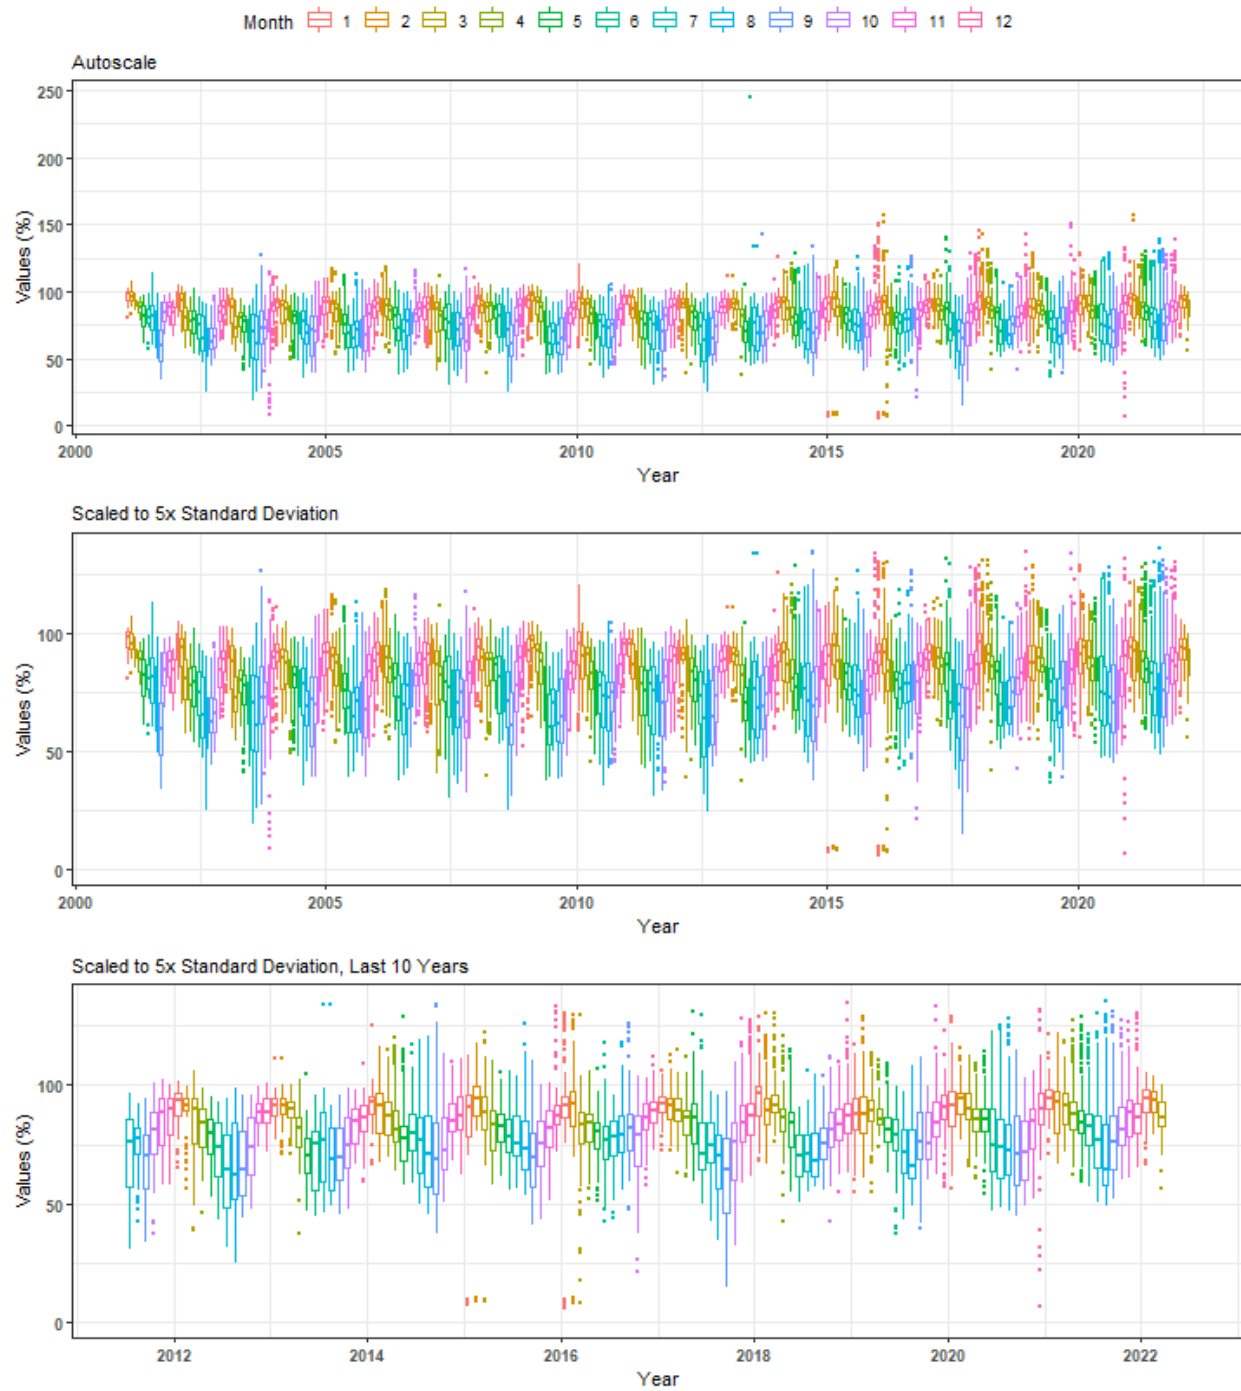 Month 1 2 3 4 5 6 7 8 9 10 11 12
Autoscale
Values (%)
250
200
150
100
50
0
2000 2005 2010 2015 2020
Year
Scaled to 5x Standard Deviation
Values (%)
100
50
0
2000 2005 2010 2015 2020
Year
Scaled to 5x Standard Deviation, Last 10 Years
Values (%)
100
50
0
2012 2014 2016 2018 2020 2022
Year